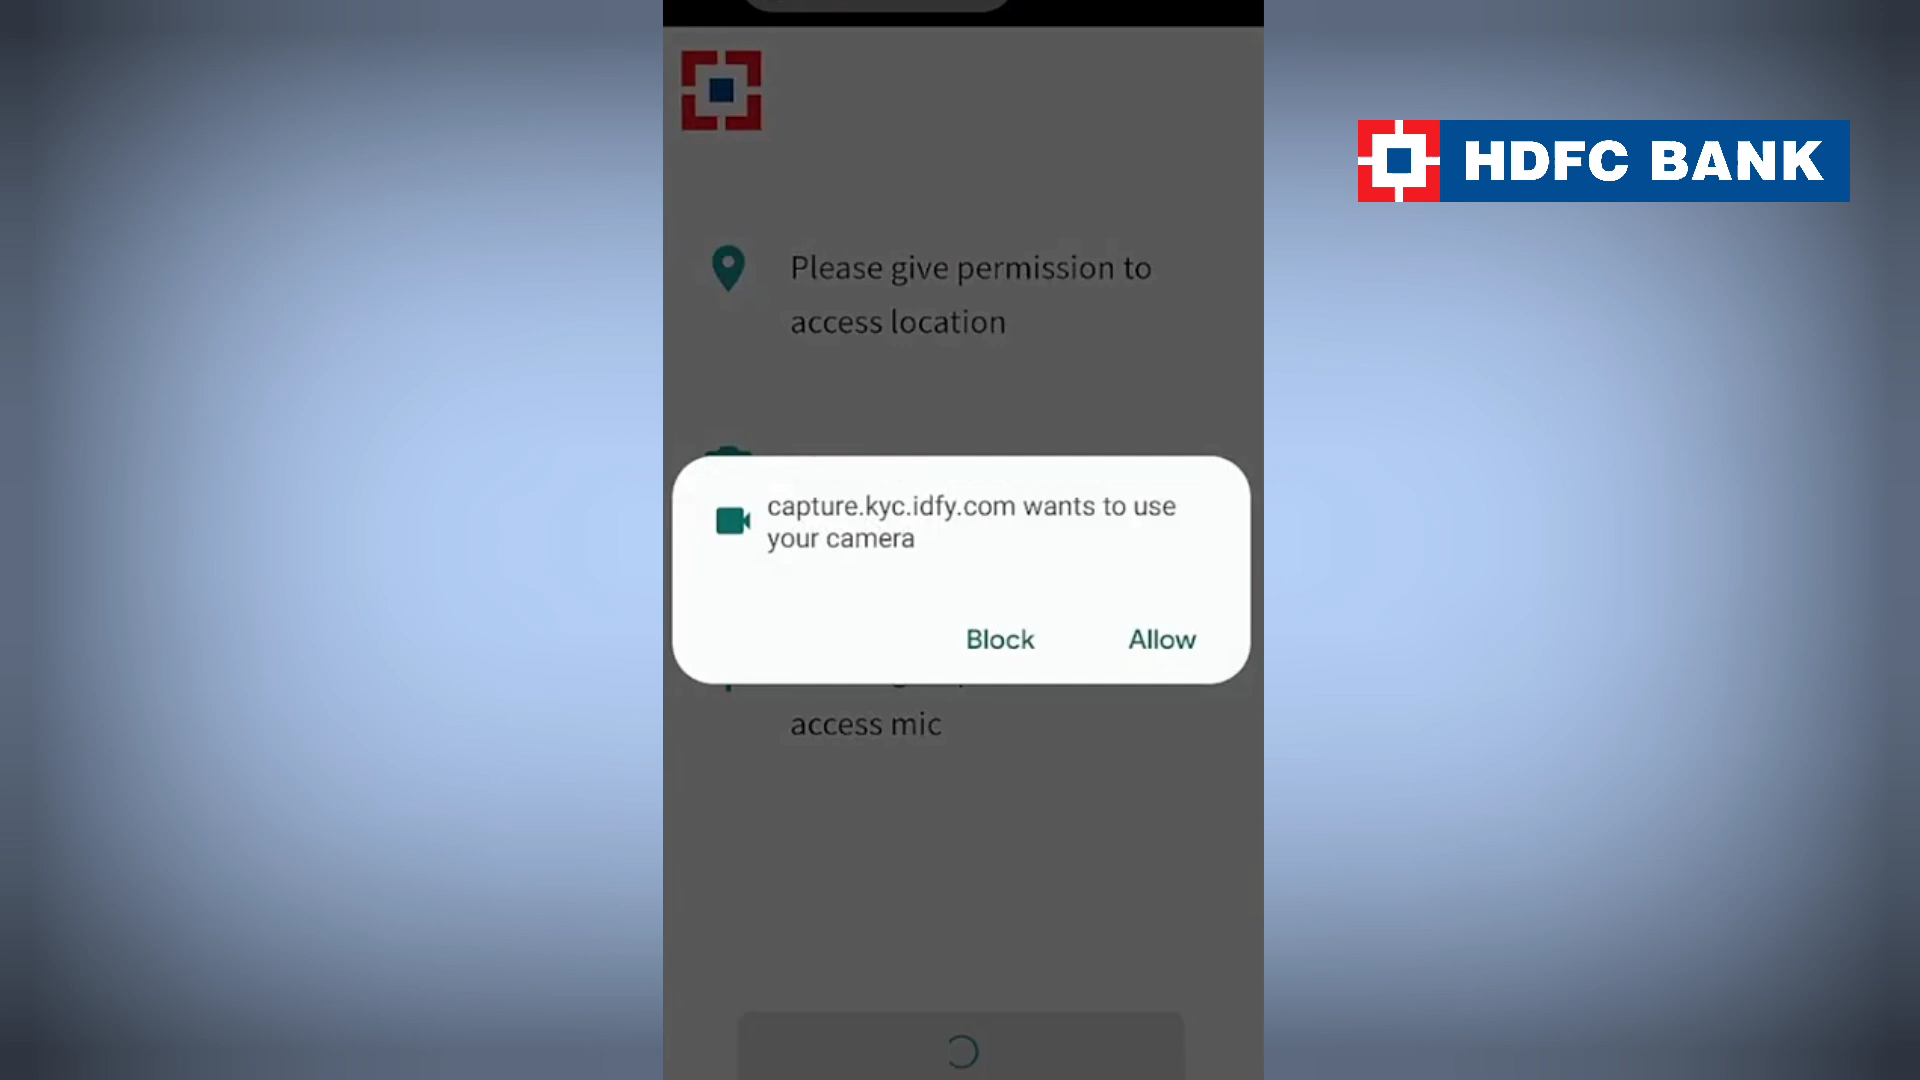 HDFC BANK
Please give permission to
access location
capture.kyc.idfy.com wants to use
your camera
Block
Allow
access mic